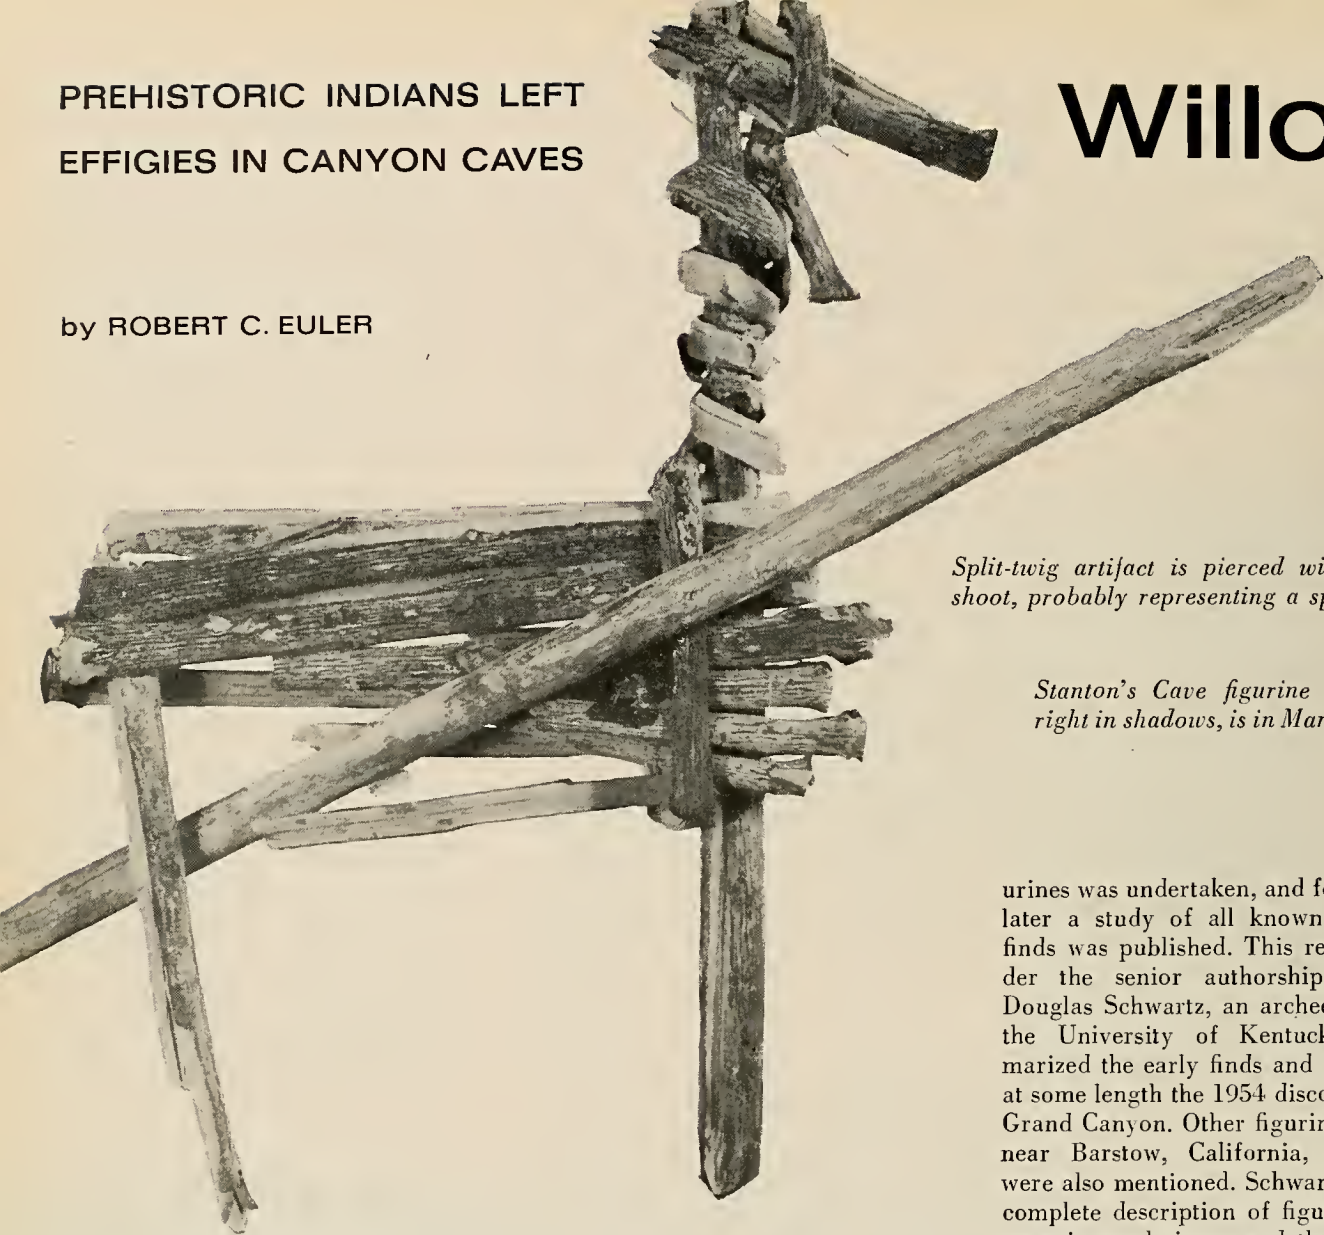 PREHISTORIC INDIANS LEFT
EFFIGIES IN CANYON CAVES
by ROBERT C. EULER
Willo
Split-twig artifact is pierced wi
shoot, probably representing a sp
Stanton's Cave figurine
right in shadows, is in Mar
urines was undertaken, and fo
later a study of all known
finds was published. This re
der the senior authorship
Douglas Schwartz, an archeo
the University of Kentuck
marized the early finds and
at some length the 1954 disco
Grand Canyon. Other figurin
near Barstow, California,
were also mentioned. Schwar
complete description of figu